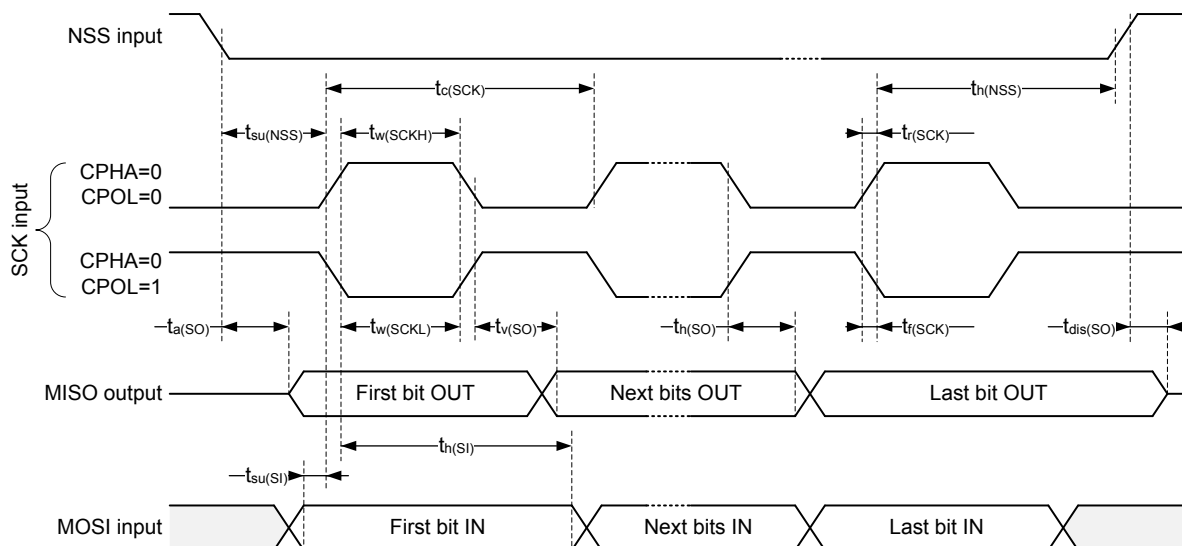 NSS input
tc(SCK)
th(NSS)
tsu(NSS)
tw(SCKH)
tr(SCK)
SCK input
CPHA=0
CPOL=0
CPHA=0
CPOL=1
ta(SO)
tw(SCKL)
tv(SO)
th(SO)
tf(SCK)
tdis(SO)
MISO output
First bit OUT
Next bits OUT
Last bit OUT
th(SI)
tsu(SI)
MOSI input
First bit IN
Next bits IN
Last bit IN